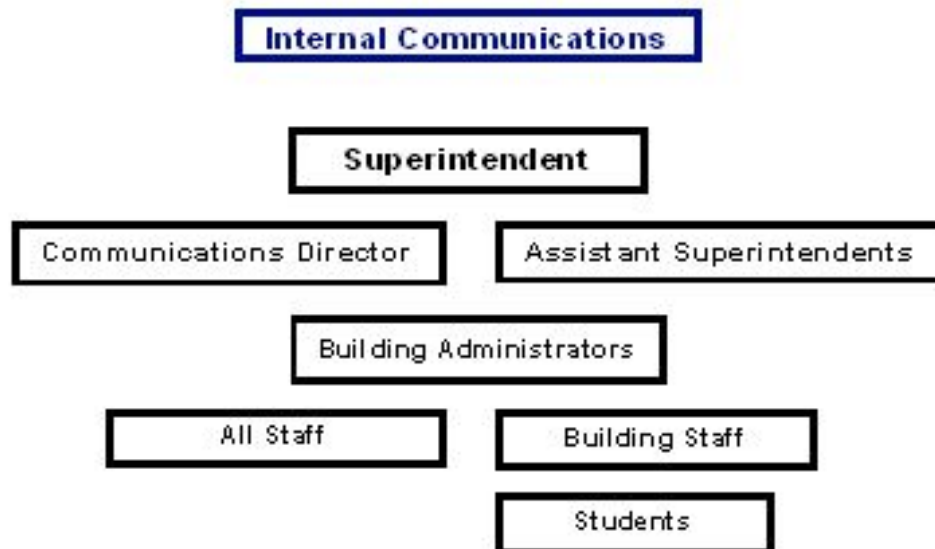 Internal Communications
Superintendent
Communications Director
Assistant Superintendents
Building Administrators
All Staff
Building Staff
Students